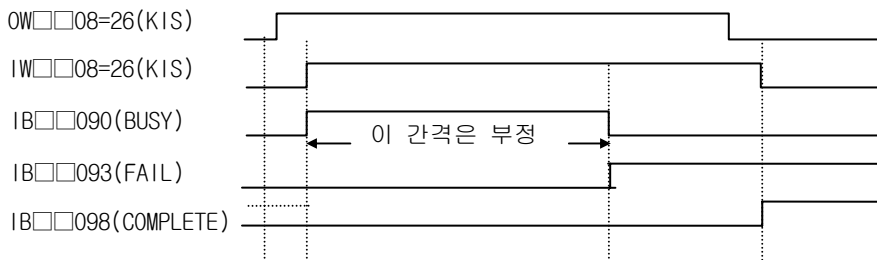 OW□□08=26(KIS)
IW□□08=26(KIS)
IB□□090(BUSY)
이 간격은 부정
IB□□093(FAIL)
IB□□098(COMPLETE)